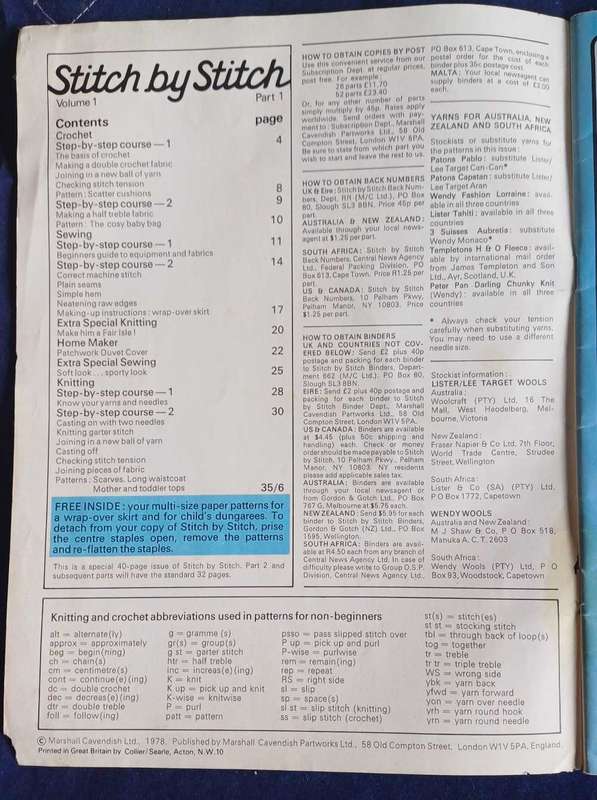 Stitch by Stitch
Volume 1 Part 1
Contents page
Crochet
Step-by-step course — 1 4
The basis of crochet
Making a double crochet fabric
Joining in a new ball of yarn
Checking stitch tension
Pattern : Scatter cushions 8
Step-by-step course — 2 9
Making a half treble fabric
Pattern : The cosy baby bag 10
Sewing
Step-by-step course — 1 11
Beginners guide to equipment and fabrics
Step-by-step course — 2 14
Correct machine stitch
Plain seams
Simple hem
Neatening raw edges
Making-up instructions : wrap-over skirt 17
Extra Special Knitting
Make him a Fair Isle ! 20
Home Maker
Patchwork Duvet Cover 22
Extra Special Sewing
Soft look . . . sporty look 25
Knitting
Step-by-step course — 1 28
Know your yarns and needles
Step-by-step course — 2 30
Casting on with two needles
Knitting garter stitch
Joining in a new ball of yarn
Casting off
Checking stitch tension
Joining pieces of fabric
Patterns : Scarves. Long waistcoat
Mother and toddler tops 35/6
FREE INSIDE : your multi-size paper patterns for
a wrap-over skirt and for child's dungarees. To
detach from your copy of Stitch by Stitch, prise
the centre staples open, remove the patterns
and re-flatten the staples.
This is a special 40-page issue of Stitch by Stitch. Part 2 and
subsequent parts will have the standard 32 pages.
HOW TO OBTAIN COPIES BY POST
Use this convenient service from our
Subscription Dept. at regular prices,
post free. For example :
26 parts £11.70
52 parts £23.40
Or, for any other number of parts
simply multiply by 45p. Rates apply
worldwide. Send orders with pay-
ment to : Subscription Dept., Marshall
Cavendish Partworks Ltd., 58 Old
Compton Street, London W1V 5PA.
Be sure to state from which part you
wish to start and leave the rest to us.
HOW TO OBTAIN BACK NUMBERS
UK & Eire : Stitch by Stitch Back Num-
bers, Dept. RR (M/C Ltd.), PO Box
80, Slough SL3 8BN. Price 45p per
part.
AUSTRALIA & NEW ZEALAND :
Available through your local news-
agent at $1.25 per part.
SOUTH AFRICA : Stitch by Stitch
Back Numbers, Central News Agency
Ltd., Federal Packing Division, PO
Box 613, Cape Town. Price R1.25 per
part.
US & CANADA : Stitch by Stitch
Back Numbers, 10 Pelham Pkwy,
Pelham Manor, NY 10803. Price
$1.25 per part.
HOW TO OBTAIN BINDERS
UK AND COUNTRIES NOT COV-
ERED BELOW : Send £2 plus 40p
postage and packing for each binder
to Stitch by Stitch Binders, Depart-
ment 662 (M/C Ltd.), PO Box 80,
Slough SL3 8BN.
EIRE : Send £2 plus 40p postage and
packing for each binder to Stitch by
Stitch Binder Dept., Marshall
Cavendish Partworks Ltd., 58 Old
Compton Street, London W1V 5PA.
US & CANADA : Binders are available
at $4.45 (plus 50c shipping and
handling) each. Check or money
order should be made payable to Stitch
by Stitch, 10 Pelham Pkwy., Pelham
Manor, NY 10803. NY residents
please add applicable sales tax.
AUSTRALIA : Binders are available
through your local newsagent or
from Gordon & Gotch Ltd., PO Box
767 G, Melbourne at $5.75 each.
NEW ZEALAND : Send $5.95 for each
binder to Stitch by Stitch Binders,
Gordon & Gotch (NZ) Ltd., PO Box
1595, Wellington.
SOUTH AFRICA : Binders are avail-
able at R4.50 each from any branch of
Central News Agency Ltd. In case of
difficulty please write to Group O.S.P.
Division, Central News Agency Ltd.,
PO Box 613, Cape Town, enclosing a
postal order for the cost of each
binder plus 35c postage cost.
MALTA : Your local newsagent can
supply binders at a cost of £3.00
each.
YARNS FOR AUSTRALIA, NEW
ZEALAND AND SOUTH AFRICA
Stockists or substitute yarns for
the patterns in this issue :
Patons Pablo : substitute Lister/
Lee Target Can-Can*
Patons Capstan : substitute Lister/
Lee Target Aran
Wendy Fashion Lorraine : avail-
able in all three countries
Lister Tahiti : available in all three
countries
3 Suisses Aubretia : substitute
Wendy Monaco*
Templetons H & O Fleece : avail-
able by international mail order
from James Templeton and Son
Ltd., Ayr, Scotland, U.K.
Peter Pan Darling Chunky Knit
(Wendy) : available in all three
countries
* Always check your tension
carefully when substituting yarns.
You may need to use a different
needle size.
Stockist information :
LISTER/LEE TARGET WOOLS
Australia :
Woolcraft (PTY) Ltd, 16 The
Mall, West Haodelberg, Mel-
bourne, Victoria
New Zealand :
Fraser Napier & Co Ltd, 7th Floor,
World Trade Centre, Strudee
Street, Wellington
South Africa :
Lister & Co (SA) (PTY) Ltd,
P O Box 1772, Capetown
WENDY WOOLS
Australia and New Zealand :
M J Shaw & Co, P O Box 518,
Manuka A. C. T. 2603
South Africa :
Wendy Wools (PTY) Ltd, P O
Box 93, Woodstock, Capetown
Knitting and crochet abbreviations used in patterns for non-beginners
alt = alternate(ly)
approx = approximately
beg = begin(ning)
ch = chain(s)
cm = centimetre(s)
cont = continue(e)(ing)
dc = double crochet
dec = decreas(e)(ing)
dtr = double treble
foll = follow(ing)
g = gramme (s)
gr(s) = group(s)
g st = garter stitch
htr = half treble
inc = increas(e)(ing)
K = knit
K up = pick up and knit
K-wise = knitwise
P = purl
patt = pattern
psso = pass slipped stitch over
P up = pick up and purl
P-wise = purlwise
rem = remain(ing)
rep = repeat
RS = right side
sl = slip
sp = space(s)
sl st = slip stitch (knitting)
ss = slip stitch (crochet)
st(s) = stitch(es)
st st = stocking stitch
tbl = through back of loop(s)
tog = together
tr = treble
tr tr = triple treble
WS = wrong side
ybk = yarn back
yfwd = yarn forward
yon = yarn over needle
yrh = yarn round hook
yrn = yarn round needle
© Marshall Cavendish Ltd., 1978. Published by Marshall Cavendish Partworks Ltd., 58 Old Compton Street, London W1V 5PA, England.
Printed in Great Britain by Collier/Searle, Acton, N.W.10